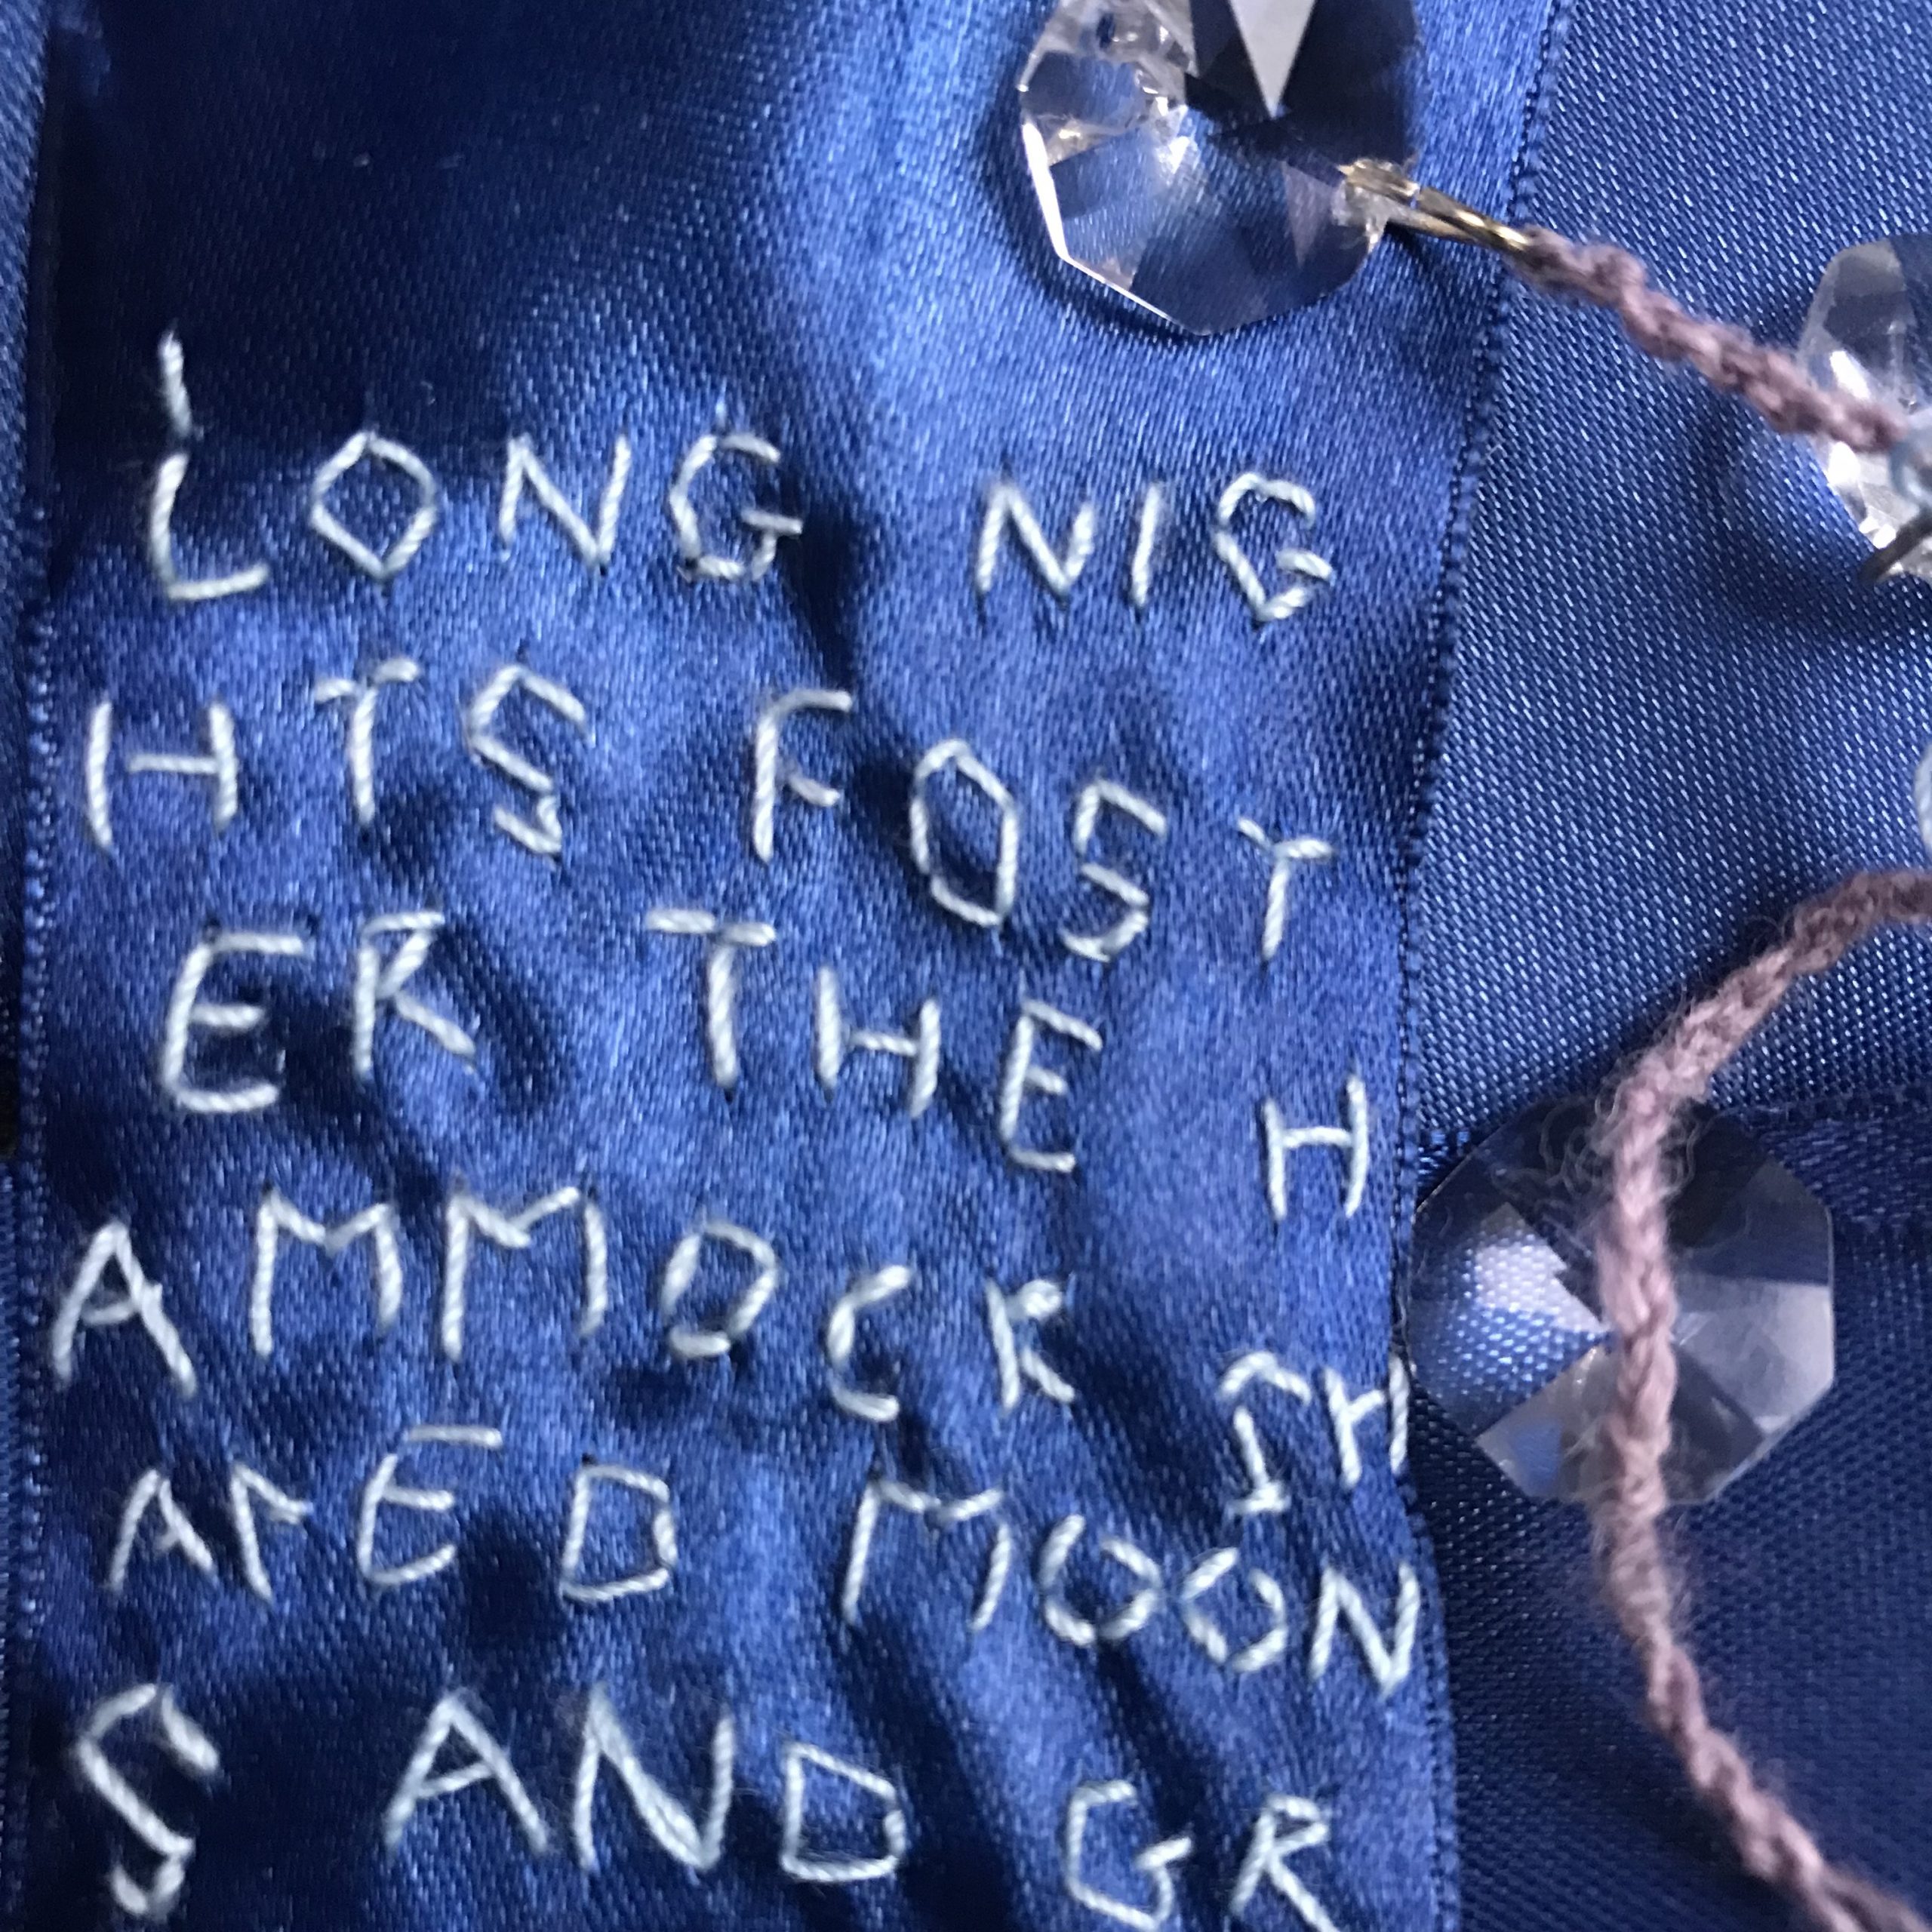 LONG NIG
HTS FOST
ER THE H
AMMOCK SH
APED MOON
S AND GR